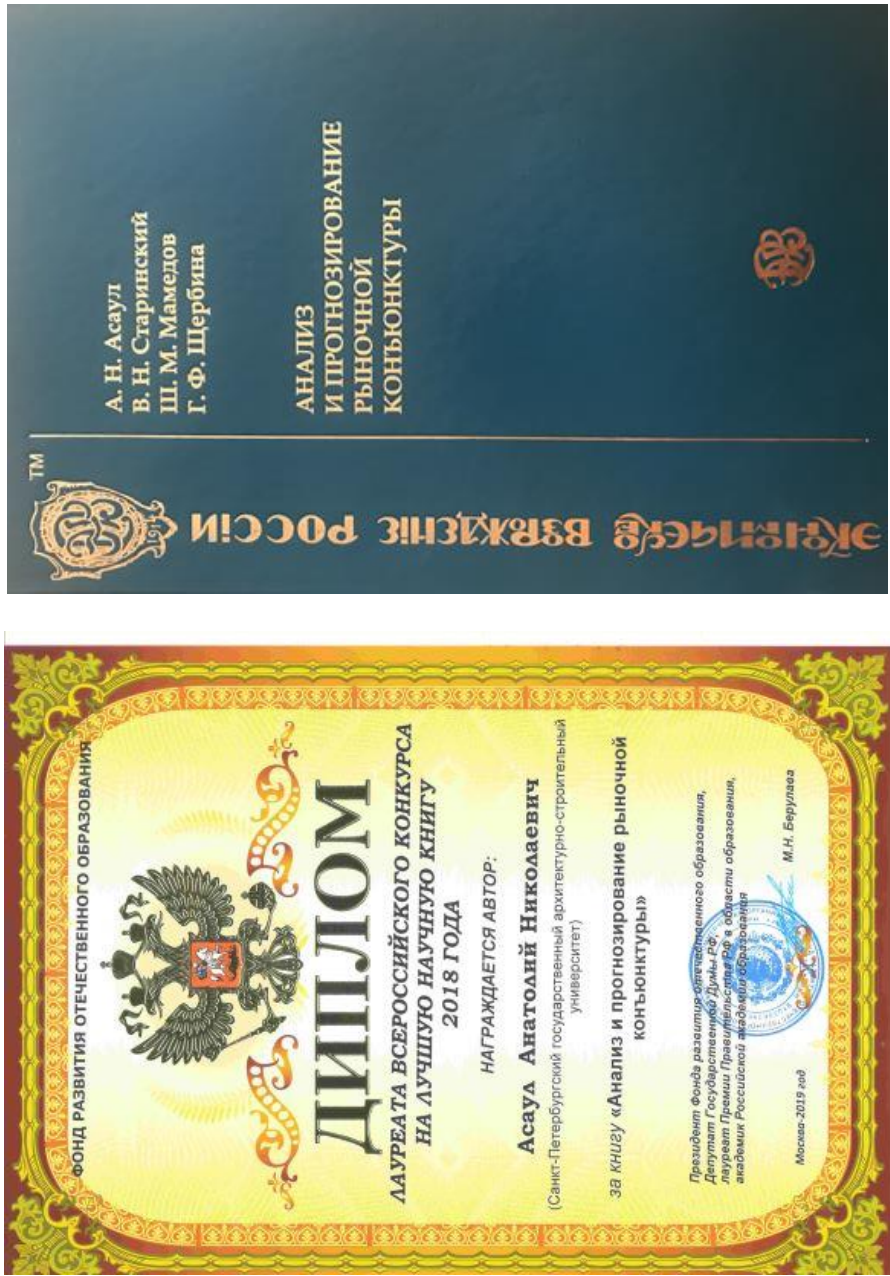 А. Н. Асаул
В. Н. Старинский
Ш. М. Мамедов
Г. Ф. Щербина
АНАЛИЗ
И ПРОГНОЗИРОВАНИЕ
РЫНОЧНОЙ
КОНЪЮНКТУРЫ
TM
РОССIИ
ФОНД РАЗВИТИЯ ОТЕЧЕСТВЕННОГО ОБРАЗОВАНИЯ
ДИПЛОМ
ЛАУРЕАТА ВСЕРОССИЙСКОГО КОНКУРСА
НА ЛУЧШУЮ НАУЧНУЮ КНИГУ
2018 ГОДА
НАГРАЖДАЕТСЯ АВТОР:
Асаул Анатолий Николаевич
(Санкт-Петербургский государственный архитектурно-строительный
университет)
за книгу «Анализ и прогнозирование рыночной
конъюнктуры»
Президент Фонда развития отечественного образования,
Депутат Государственной Думы РФ,
лауреат Премии Правительства РФ в области образования,
академик Российской академии образования
М.Н. Берулава
Москва-2019 год